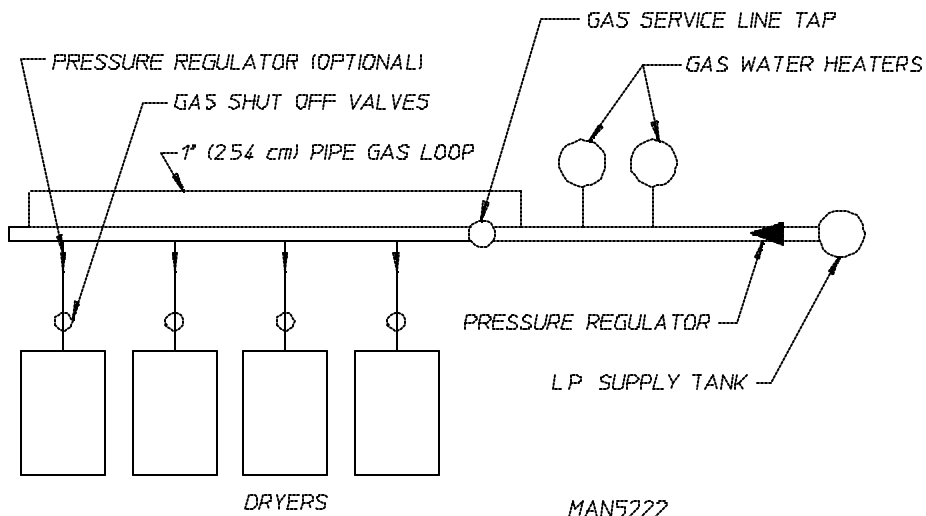 GAS SERVICE LINE TAP
PRESSURE REGULATOR (OPTIONAL)
GAS WATER HEATERS
GAS SHUT OFF VALVES
1" (254 cm) PIPE GAS LOOP
PRESSURE REGULATOR
LP SUPPLY TANK
DRYERS
MAN5222